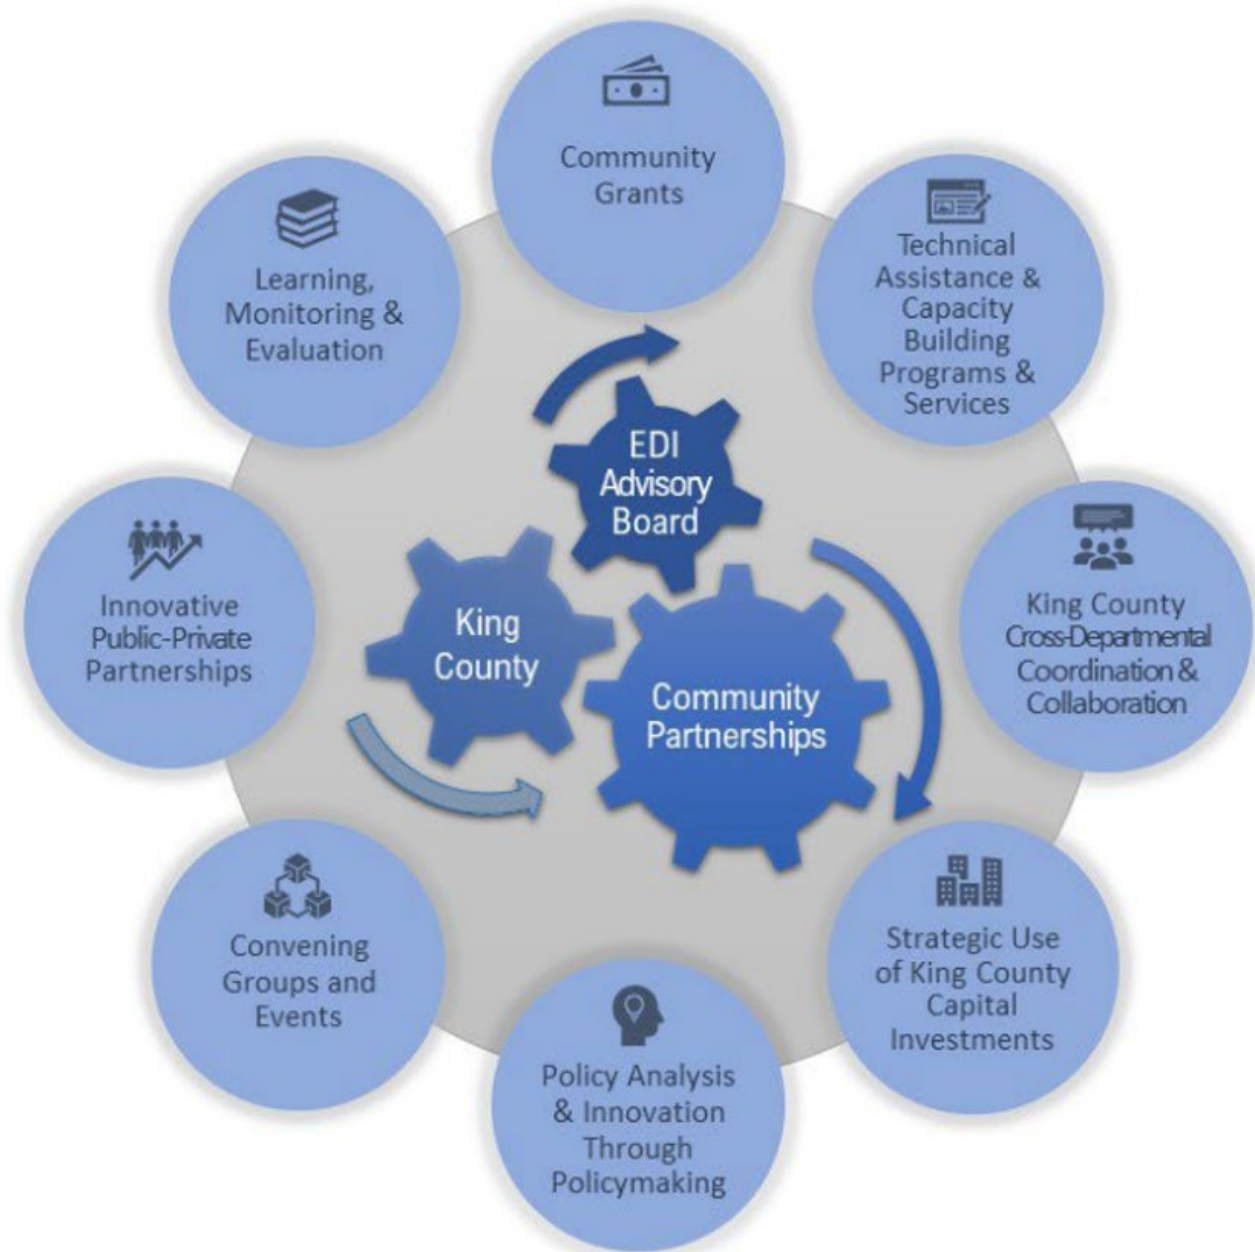 Community
Grants
Technical
Assistance &
Capacity
Building
Programs &
Services
King County
Cross-Departmental
Coordination &
Collaboration
Strategic Use
of King County
Capital
Investments
Policy Analysis
& Innovation
Through
Policymaking
Convening
Groups and
Events
Innovative
Public-Private
Partnerships
Learning,
Monitoring &
Evaluation
EDI
Advisory
Board
King
County
Community
Partnerships